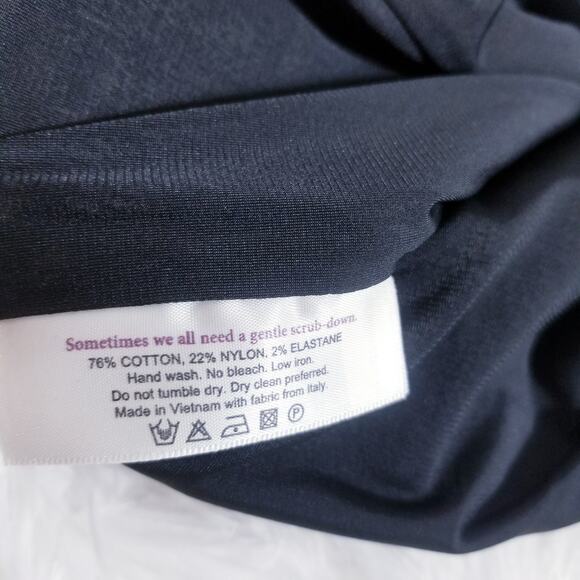 Sometimes we all need a gentle scrub-down.
76% COTTON, 22% NYLON, 2% ELASTANE
Hand wash. No bleach. Low iron.
Do not tumble dry. Dry clean preferred.
Made in Vietnam with fabric from Italy.
P